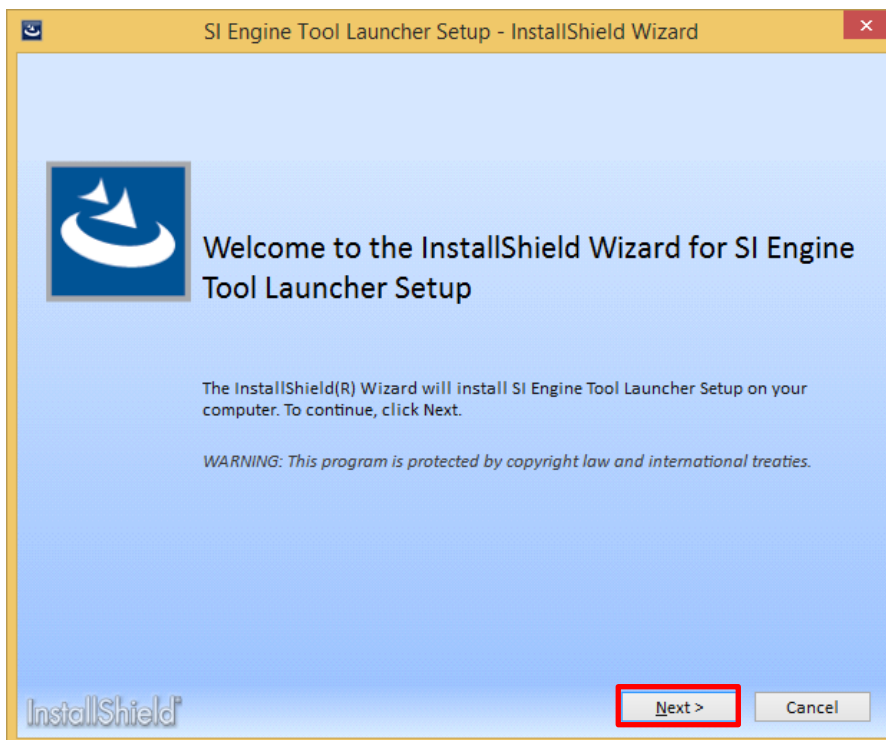 SI Engine Tool Launcher Setup - InstallShield Wizard
Welcome to the InstallShield Wizard for SI Engine
Tool Launcher Setup
The InstallShield(R) Wizard will install SI Engine Tool Launcher Setup on your
computer. To continue, click Next.
WARNING: This program is protected by copyright law and international treaties.
InstallShield®
Next >
Cancel